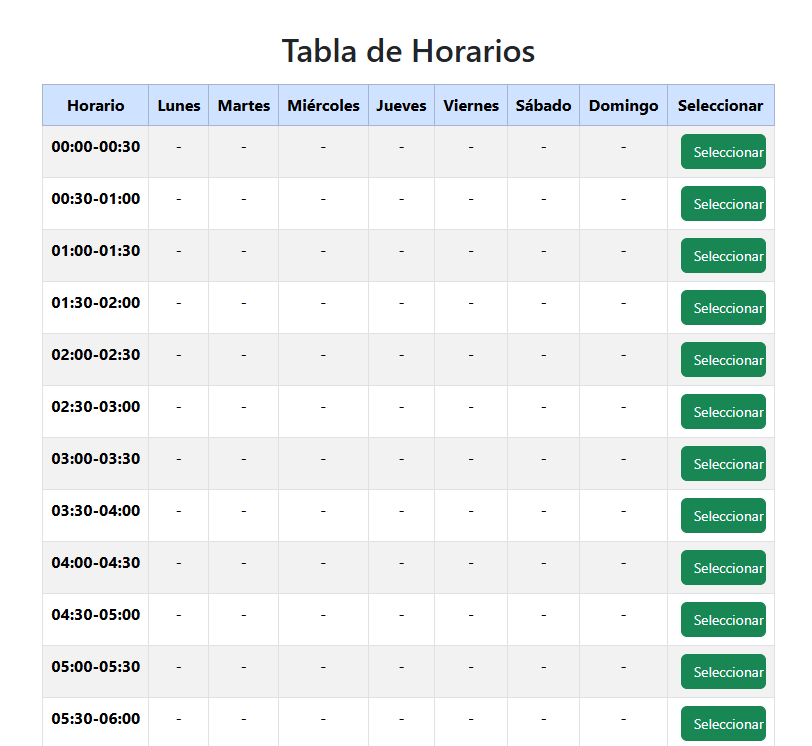 Tabla de Horarios
Horario Lunes Martes Miércoles Jueves Viernes Sábado Domingo Seleccionar
00:00-00:30 - - - - - - - Seleccionar
00:30-01:00 - - - - - - - Seleccionar
01:00-01:30 - - - - - - - Seleccionar
01:30-02:00 - - - - - - - Seleccionar
02:00-02:30 - - - - - - - Seleccionar
02:30-03:00 - - - - - - - Seleccionar
03:00-03:30 - - - - - - - Seleccionar
03:30-04:00 - - - - - - - Seleccionar
04:00-04:30 - - - - - - - Seleccionar
04:30-05:00 - - - - - - - Seleccionar
05:00-05:30 - - - - - - - Seleccionar
05:30-06:00 - - - - - - - Seleccionar